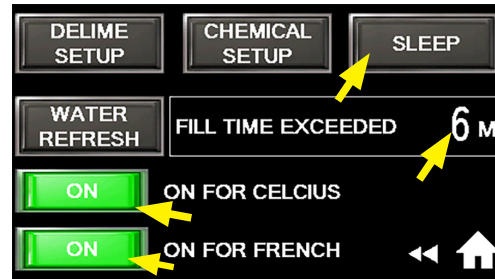 DELIME
SETUP
CHEMICAL
SETUP
SLEEP
WATER
REFRESH
FILL TIME EXCEEDED 6 M
ON ON FOR CELCIUS
ON ON FOR FRENCH